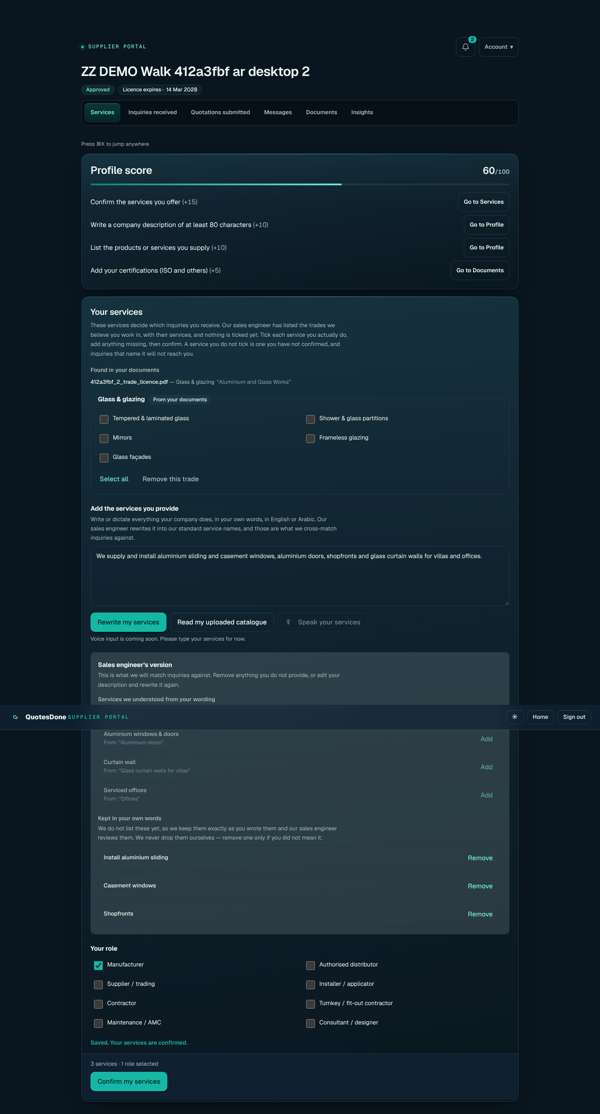 SUPPLIER PORTAL
2
Account ▾
ZZ DEMO Walk 412a3fbf ar desktop 2
Approved
Licence expires · 14 Mar 2028
Services
Inquiries received
Quotations submitted
Messages
Documents
Insights
Press ⌘K to jump anywhere
Profile score
60/100
Confirm the services you offer (+15)
Go to Services
Write a company description of at least 80 characters (+10)
Go to Profile
List the products or services you supply (+10)
Go to Profile
Add your certifications (ISO and others) (+5)
Go to Documents
Your services
These services decide which inquiries you receive. Our sales engineer has listed the trades we
believe you work in, with their services, and nothing is ticked yet. Tick each service you actually do,
add anything missing, then confirm. A service you do not tick is one you have not confirmed, and
inquiries that name it will not reach you.
Found in your documents
412a3fbf_2_trade_licence.pdf — Glass & glazing "Aluminium and Glass Works"
Glass & glazing
From your documents
Tempered & laminated glass
Shower & glass partitions
Mirrors
Frameless glazing
Glass façades
Select all
Remove this trade
Add the services you provide
Write or dictate everything your company does, in your own words, in English or Arabic. Our
sales engineer rewrites it into our standard service names, and those are what we cross-match
inquiries against.
We supply and install aluminium sliding and casement windows, aluminium doors, shopfronts and glass curtain walls for villas and offices.
Rewrite my services
Read my uploaded catalogue
Speak your services
Voice input is coming soon. Please type your services for now.
Sales engineer's version
This is what we will match inquiries against. Remove anything you do not provide, or edit your
description and rewrite it again.
Services we understood from your wording
QuotesDone SUPPLIER PORTAL
Home
Sign out
Aluminium windows & doors
From: "Aluminium doors"
Add
Curtain wall
From: "Glass curtain walls for villas"
Add
Serviced offices
From: "Offices"
Add
Kept in your own words
We do not list these yet, so we keep them exactly as you wrote them and our sales engineer
reviews them. We never drop them ourselves — remove one only if you did not mean it.
Install aluminium sliding
Remove
Casement windows
Remove
Shopfronts
Remove
Your role
Manufacturer
Authorised distributor
Supplier / trading
Installer / applicator
Contractor
Turnkey / fit-out contractor
Maintenance / AMC
Consultant / designer
Saved. Your services are confirmed.
3 services · 1 role selected
Confirm my services